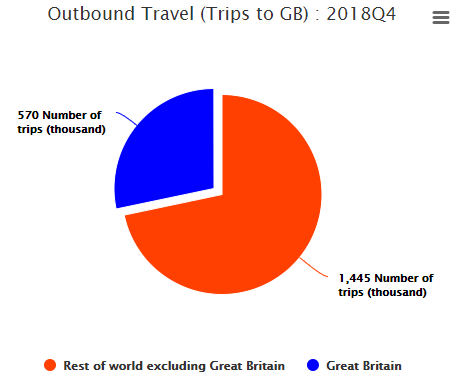 Outbound Travel (Trips to GB) : 2018Q4
570 Number of
trips (thousand)
1,445 Number of
trips (thousand)
Rest of world excluding Great Britain
Great Britain